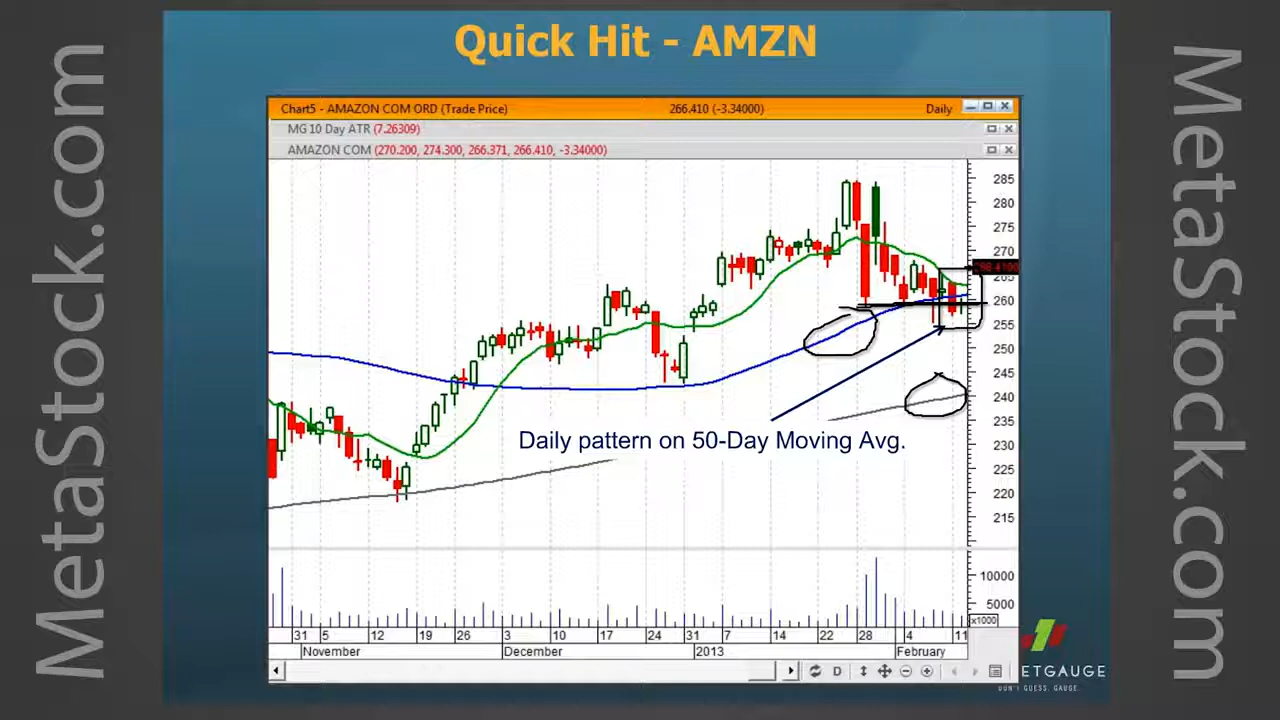 Quick Hit - AMZN
MetaStock.com
MetaStock.com
Chart5 - AMAZON COM ORD (Trade Price) 266.410 (-3.34000) Daily
MG 10 Day ATR (7.26309)
AMAZON COM (270.200, 274.300, 266.371, 266.410, -3.34000)
285
280
275
270
265
260
255
250
245
240
235
230
225
220
215
Daily pattern on 50-Day Moving Avg.
10000
5000
x1000
31 5 12 19 26 3 10 17 24 31 7 14 22 28 4 11
November December 2013 February
D
ETGAUGE
DON'T GUESS. GAUGE.